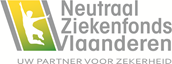 Neutraal
Ziekenfonds
Vlaanderen
UW PARTNER VOOR ZEKERHEID